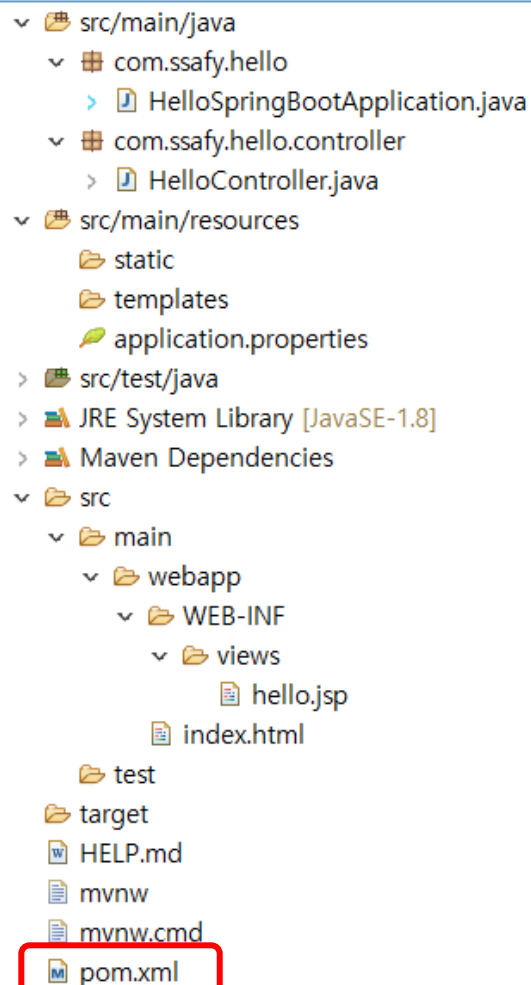 src/main/java
com.ssafy.hello
HelloSpringBootApplication.java
com.ssafy.hello.controller
HelloController.java
src/main/resources
static
templates
application.properties
src/test/java
JRE System Library [JavaSE-1.8]
Maven Dependencies
src
main
webapp
WEB-INF
views
hello.jsp
index.html
test
target
HELP.md
mvnw
mvnw.cmd
pom.xml